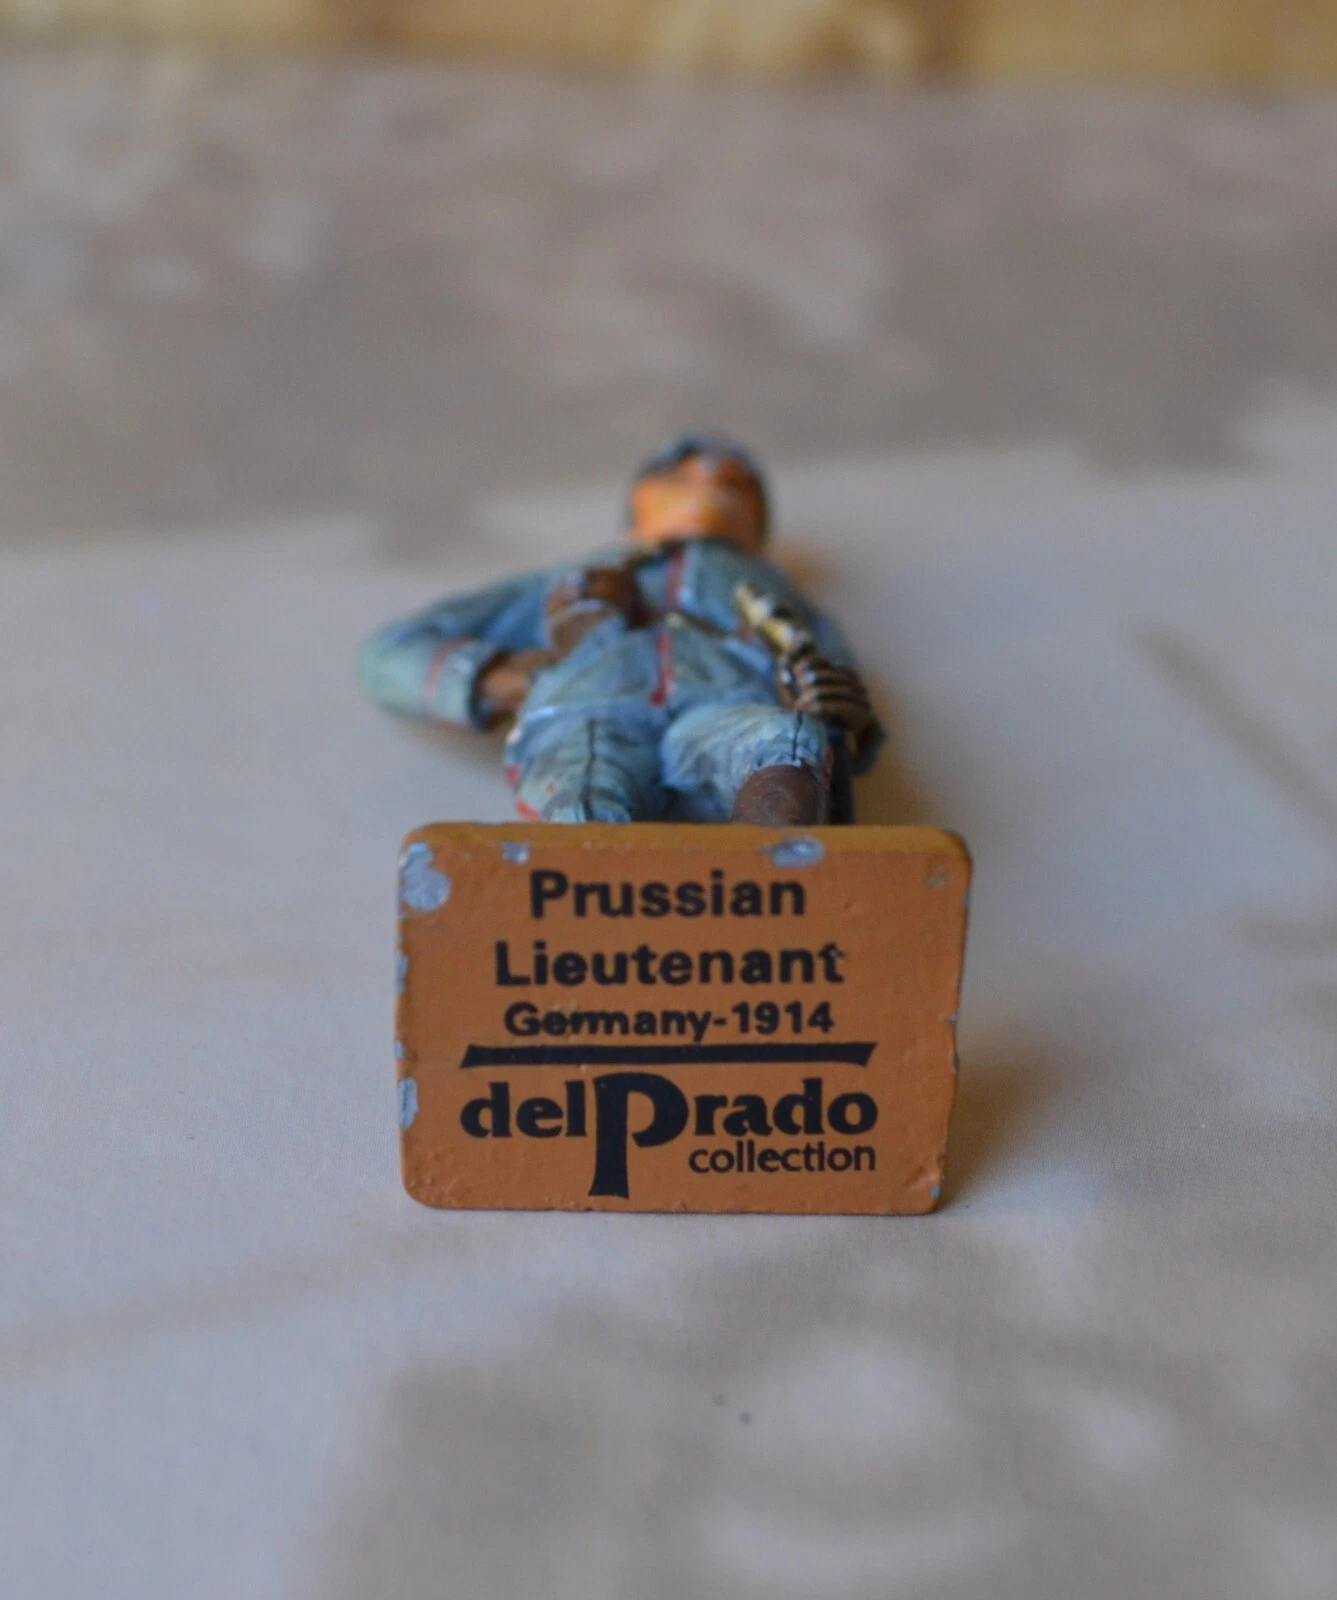 Prussian
Lieutenant
Germany-1914
delPrado
collection